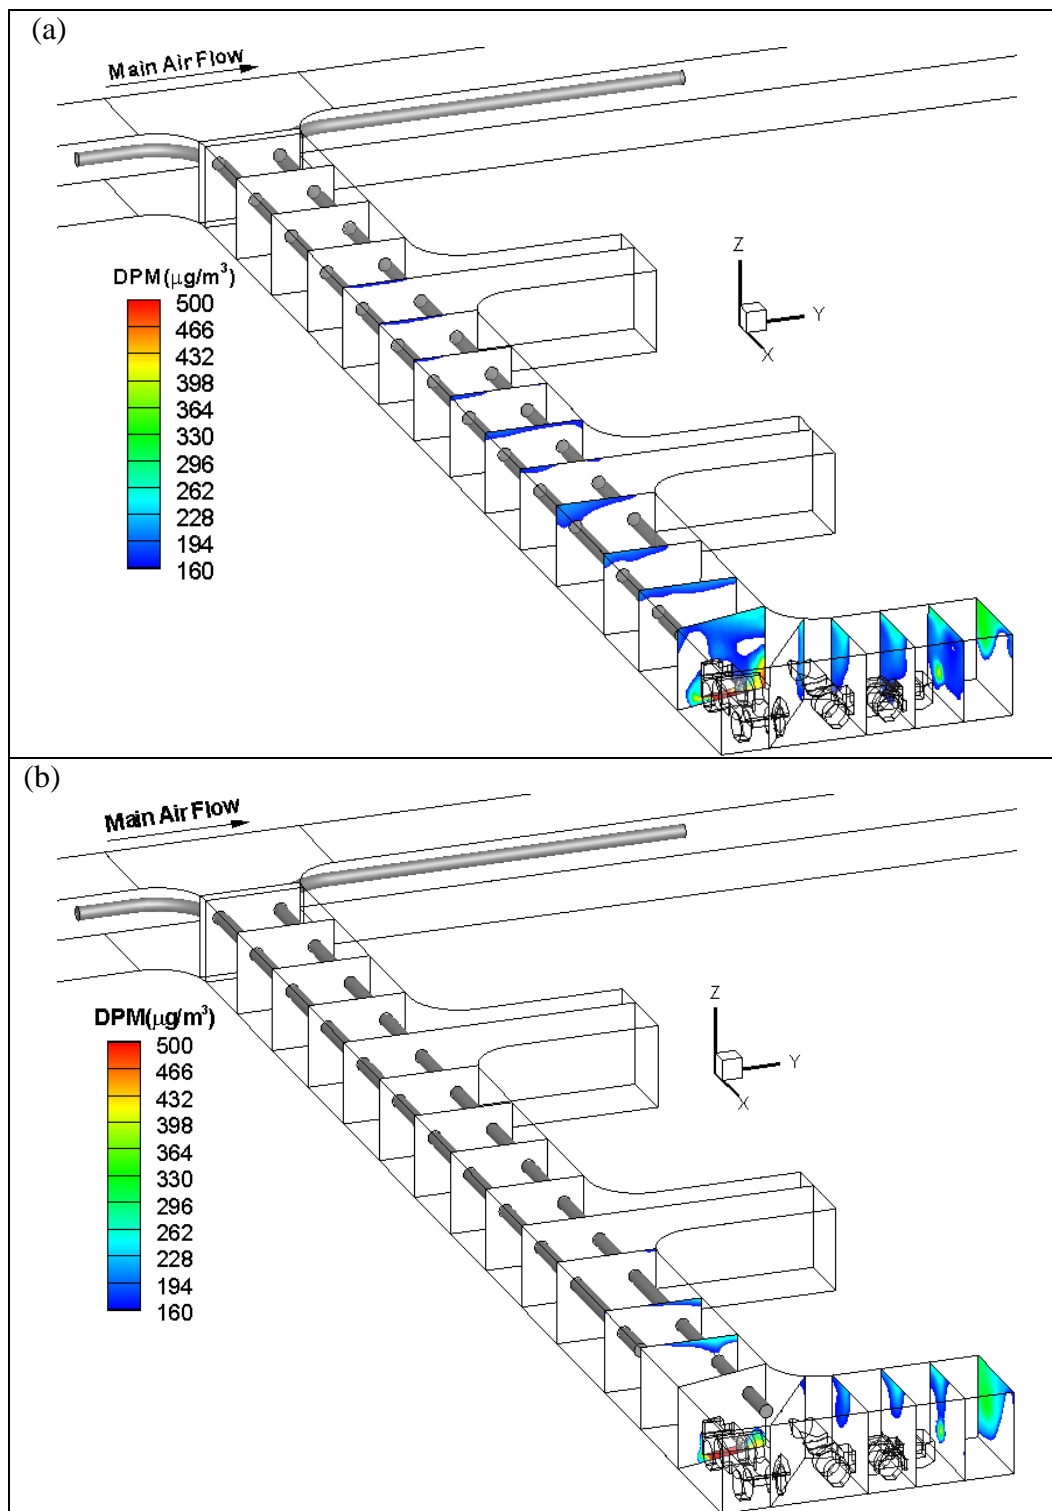 (a)
Main Air Flow
DPM(μg/m³)
500
466
432
398
364
330
296
262
228
194
160
Z
Y
X
(b)
Main Air Flow
DPM(μg/m³)
500
466
432
398
364
330
296
262
228
194
160
Z
Y
X